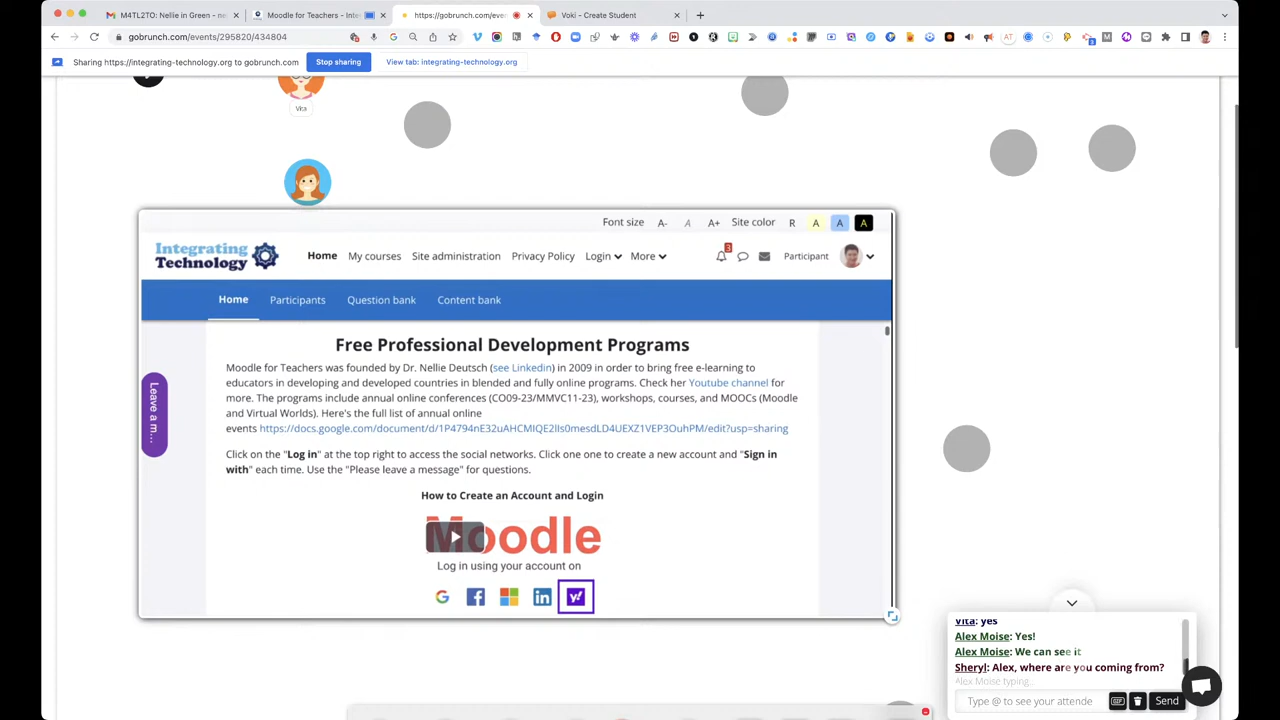 M4TL2TO: Nellie in Green - ne
Moodle for Teachers - Inte
https://gobrunch.com/eve
Voki - Create Student
gobrunch.com/events/295820/434804
Sharing https://integrating-technology.org to gobrunch.com
Stop sharing
View tab: integrating-technology.org
Vita
Font size A- A A+ Site color R A A A
Integrating
Technology
Home My courses Site administration Privacy Policy Login More
3
Participant
Home Participants Question bank Content bank
Free Professional Development Programs
Moodle for Teachers was founded by Dr. Nellie Deutsch (see Linkedin) in 2009 in order to bring free e-learning to
educators in developing and developed countries in blended and fully online programs. Check her Youtube channel for
more. The programs include annual online conferences (CO09-23/MMVC11-23), workshops, courses, and MOOCs (Moodle
and Virtual Worlds). Here's the full list of annual online
events https://docs.google.com/document/d/1P4794nE32uAHCMIQE2lIs0mesdLD4UEXZ1VEP3OuhPM/edit?usp=sharing
Click on the "Log in" at the top right to access the social networks. Click one one to create a new account and "Sign in
with" each time. Use the "Please leave a message" for questions.
Leave a m...
How to Create an Account and Login
Moodle
Log in using your account on
Vita: yes
Alex Moise: Yes!
Alex Moise: We can see it
Sheryl: Alex, where are you coming from?
Alex Moise typing...
Type @ to see your attende
GIF
Send